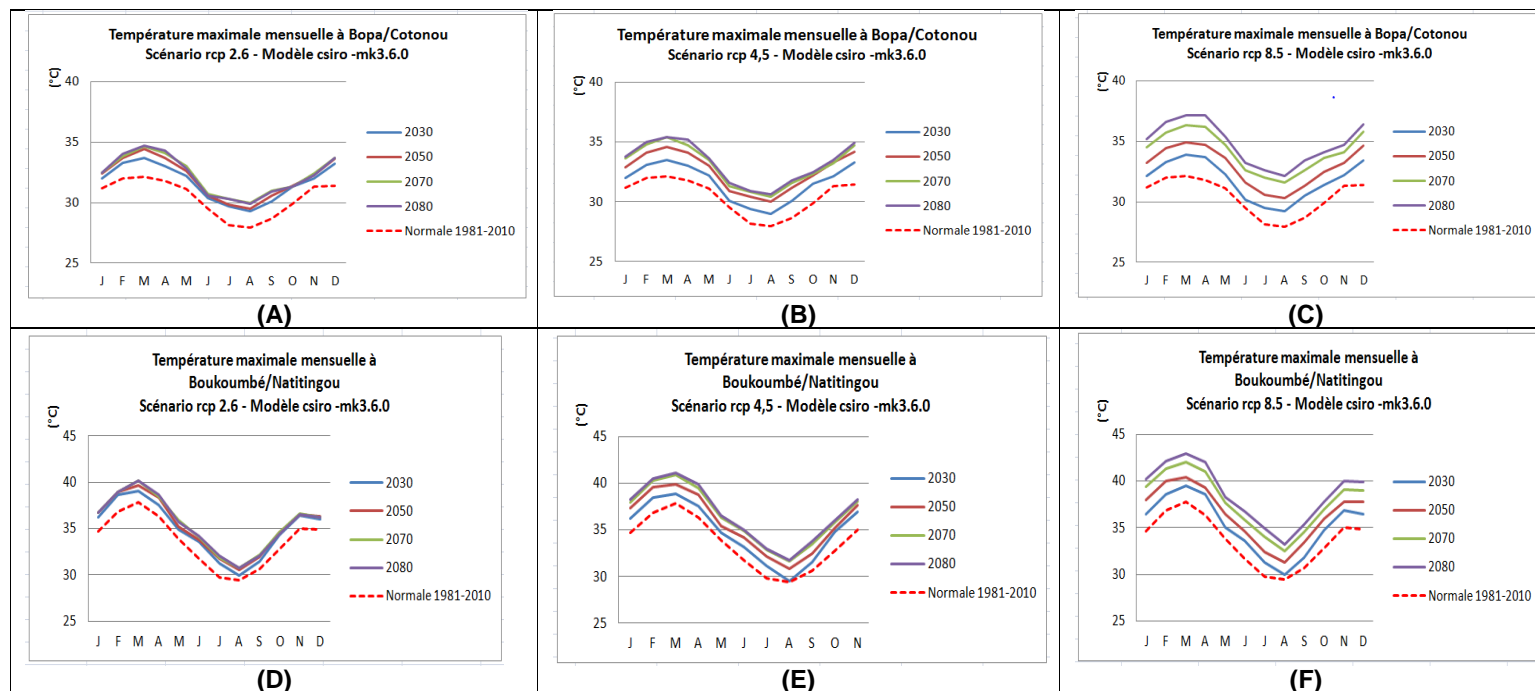 Température maximale mensuelle à Bopa/Cotonou
Scénario rcp 2.6 - Modèle csiro -mk3.6.0
(°C)
40
35
30
25
J F M A M J J A S O N D
2030
2050
2070
2080
Normale 1981-2010
(A)
Température maximale mensuelle à Bopa/Cotonou
Scénario rcp 4,5 - Modèle csiro -mk3.6.0
(°C)
40
35
30
25
J F M A M J J A S O N D
2030
2050
2070
2080
Normale 1981-2010
(B)
Température maximale mensuelle à Bopa/Cotonou
Scénario rcp 8.5 - Modèle csiro -mk3.6.0
(°C)
40
35
30
25
J F M A M J J A S O N D
2030
2050
2070
2080
Normale 1981-2010
(C)
Température maximale mensuelle à
Boukoumbé/Natitingou
Scénario rcp 2.6 - Modèle csiro -mk3.6.0
(°C)
45
40
35
30
25
J F M A M J J A S O N D
2030
2050
2070
2080
Normale 1981-2010
(D)
Température maximale mensuelle à
Boukoumbé/Natitingou
Scénario rcp 4,5 - Modèle csiro -mk3.6.0
(°C)
45
40
35
30
25
J F M A M J J A S O N
2030
2050
2070
2080
Normale 1981-2010
(E)
Température maximale mensuelle à
Boukoumbé/Natitingou
Scénario rcp 8.5 - Modèle csiro -mk3.6.0
(°C)
45
40
35
30
25
J F M A M J J A S O N D
2030
2050
2070
2080
Normale 1981-2010
(F)